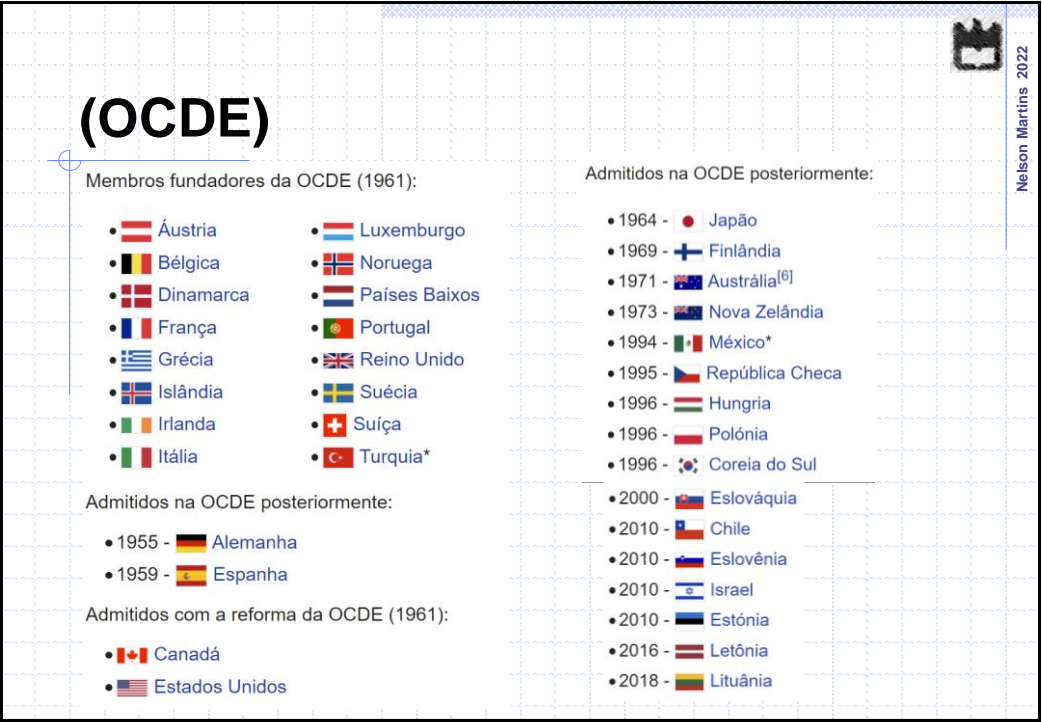 Nelson Martins 2022
(OCDE)
Membros fundadores da OCDE (1961):
• Áustria
• Bélgica
• Dinamarca
• França
• Grécia
• Islândia
• Irlanda
• Itália
• Luxemburgo
• Noruega
• Países Baixos
• Portugal
• Reino Unido
• Suécia
• Suíça
• Turquia*
Admitidos na OCDE posteriormente:
• 1955 - Alemanha
• 1959 - Espanha
Admitidos com a reforma da OCDE (1961):
• Canadá
• Estados Unidos
Admitidos na OCDE posteriormente:
• 1964 - Japão
• 1969 - Finlândia
• 1971 - Austrália[6]
• 1973 - Nova Zelândia
• 1994 - México*
• 1995 - República Checa
• 1996 - Hungria
• 1996 - Polónia
• 1996 - Coreia do Sul
• 2000 - Eslováquia
• 2010 - Chile
• 2010 - Eslovênia
• 2010 - Israel
• 2010 - Estónia
• 2016 - Letônia
• 2018 - Lituânia